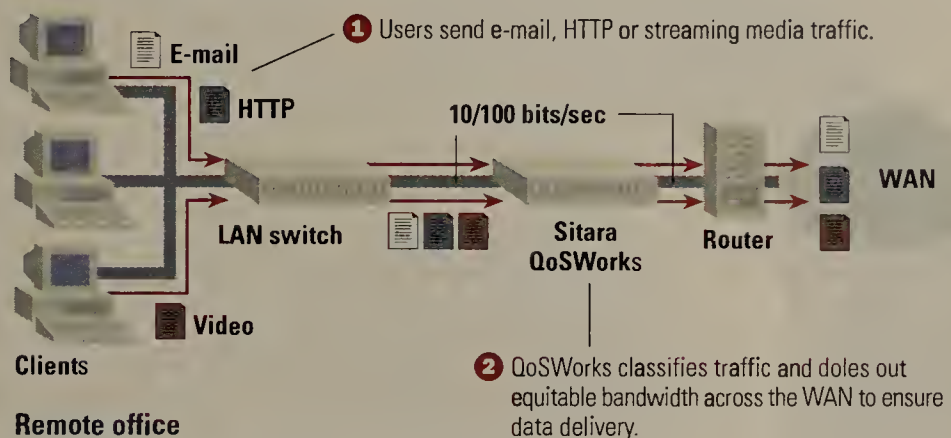 1 Users send e-mail, HTTP or streaming media traffic.
E-mail
HTTP
10/100 bits/sec
WAN
LAN switch
Sitara
QoSWorks
Router
Video
Clients
2 QoSWorks classifies traffic and doles out
equitable bandwidth across the WAN to ensure
data delivery.
Remote office